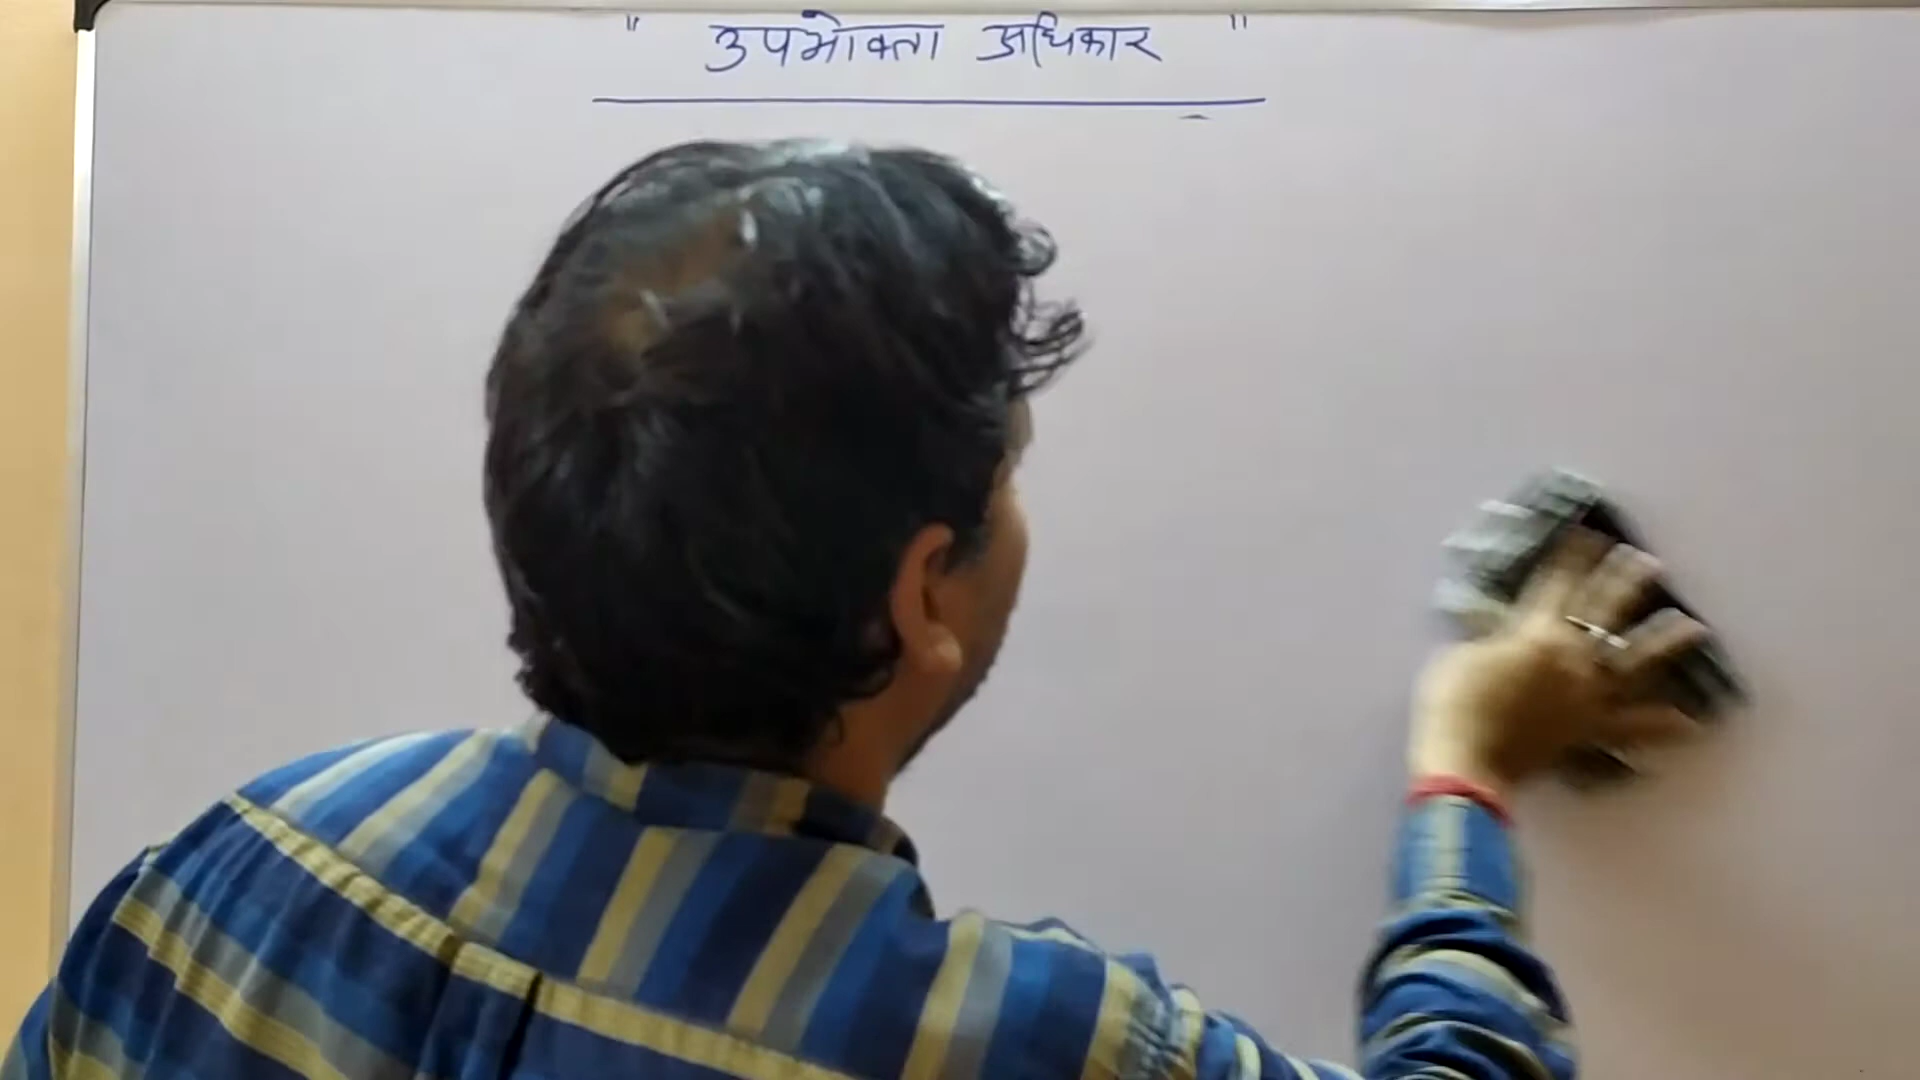 " उपभोक्ता अधिकार "